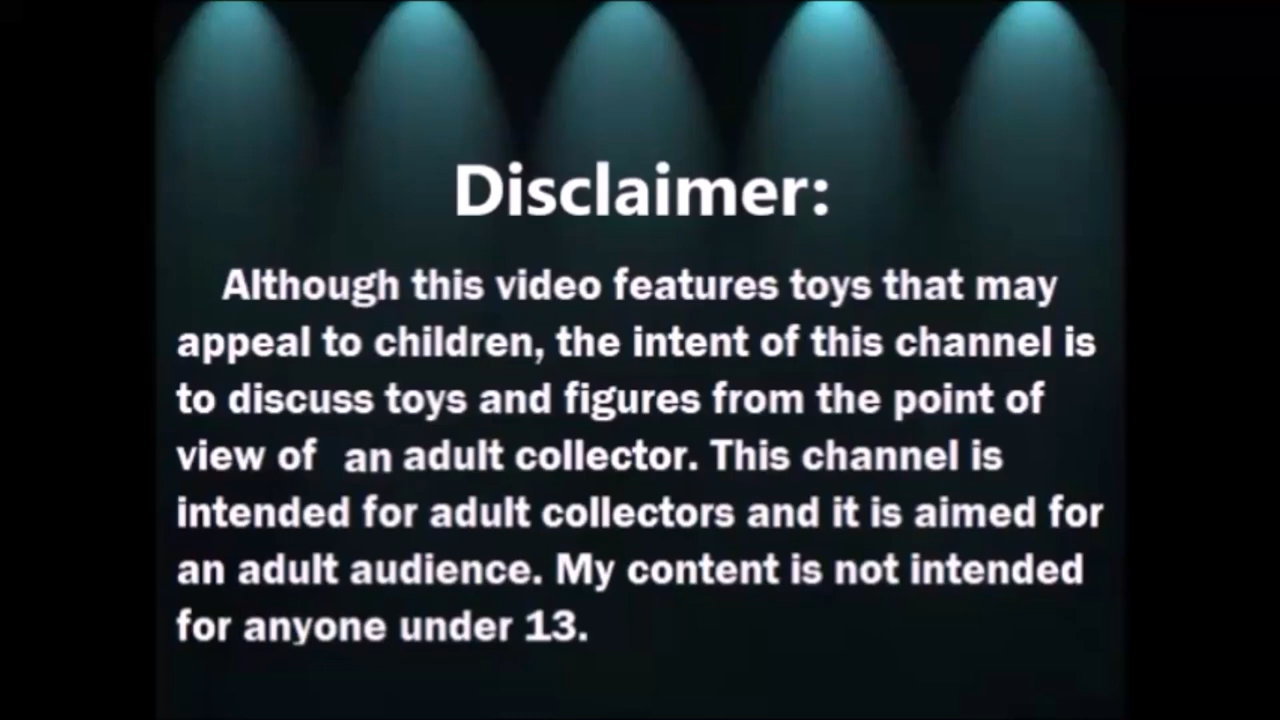 Disclaimer:
Although this video features toys that may
appeal to children, the intent of this channel is
to discuss toys and figures from the point of
view of an adult collector. This channel is
intended for adult collectors and it is aimed for
an adult audience. My content is not intended
for anyone under 13.